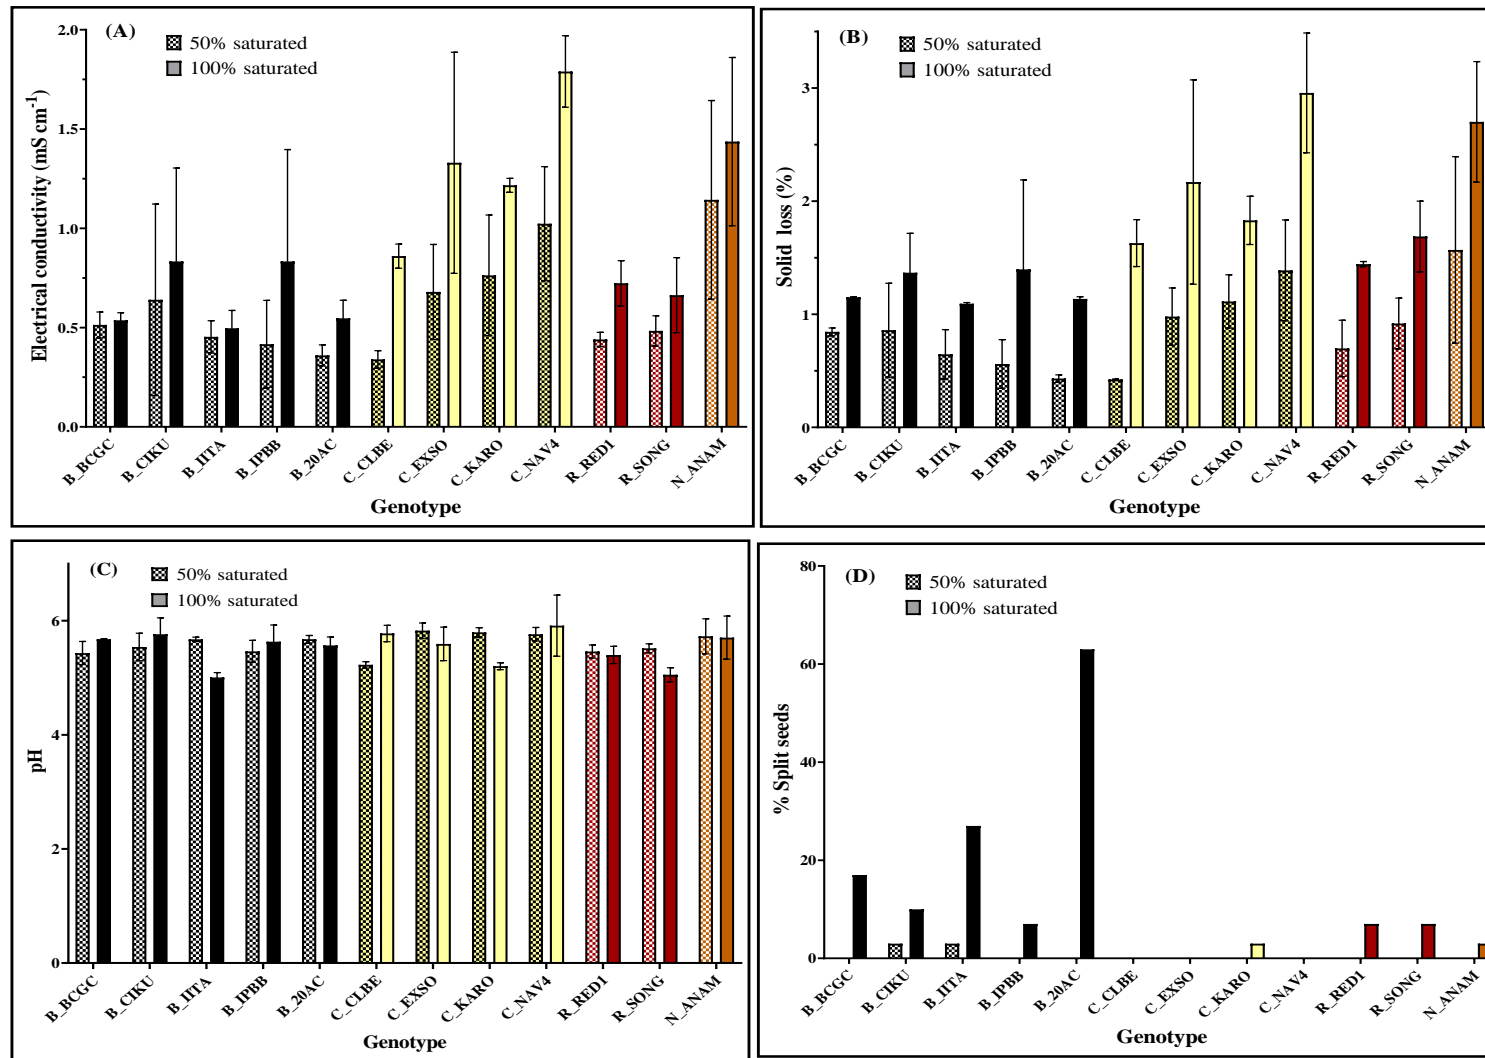 (A)
50% saturated
100% saturated
Electrical conductivity (mS cm-1)
2.0
1.5
1.0
0.5
0.0
B_BCGC
B_CIKU
B_IITA
B_IPBB
B_20AC
C_CLBE
C_EXSO
C_KARO
C_NAV4
R_RED1
R_SONG
N_ANAM
Genotype
(B)
50% saturated
100% saturated
Solid loss (%)
3
2
1
0
B_BCGC
B_CIKU
B_IITA
B_IPBB
B_20AC
C_CLBE
C_EXSO
C_KARO
C_NAV4
R_RED1
R_SONG
N_ANAM
Genotype
(C)
50% saturated
100% saturated
pH
6
4
2
0
B_BCGC
B_CIKU
B_IITA
B_IPBB
B_20AC
C_CLBE
C_EXSO
C_KARO
C_NAV4
R_RED1
R_SONG
N_ANAM
Genotype
(D)
50% saturated
100% saturated
% Split seeds
80
60
40
20
0
B_BCGC
B_CIKU
B_IITA
B_IPBB
B_20AC
C_CLBE
C_EXSO
C_KARO
C_NAV4
R_RED1
R_SONG
N_ANAM
Genotype